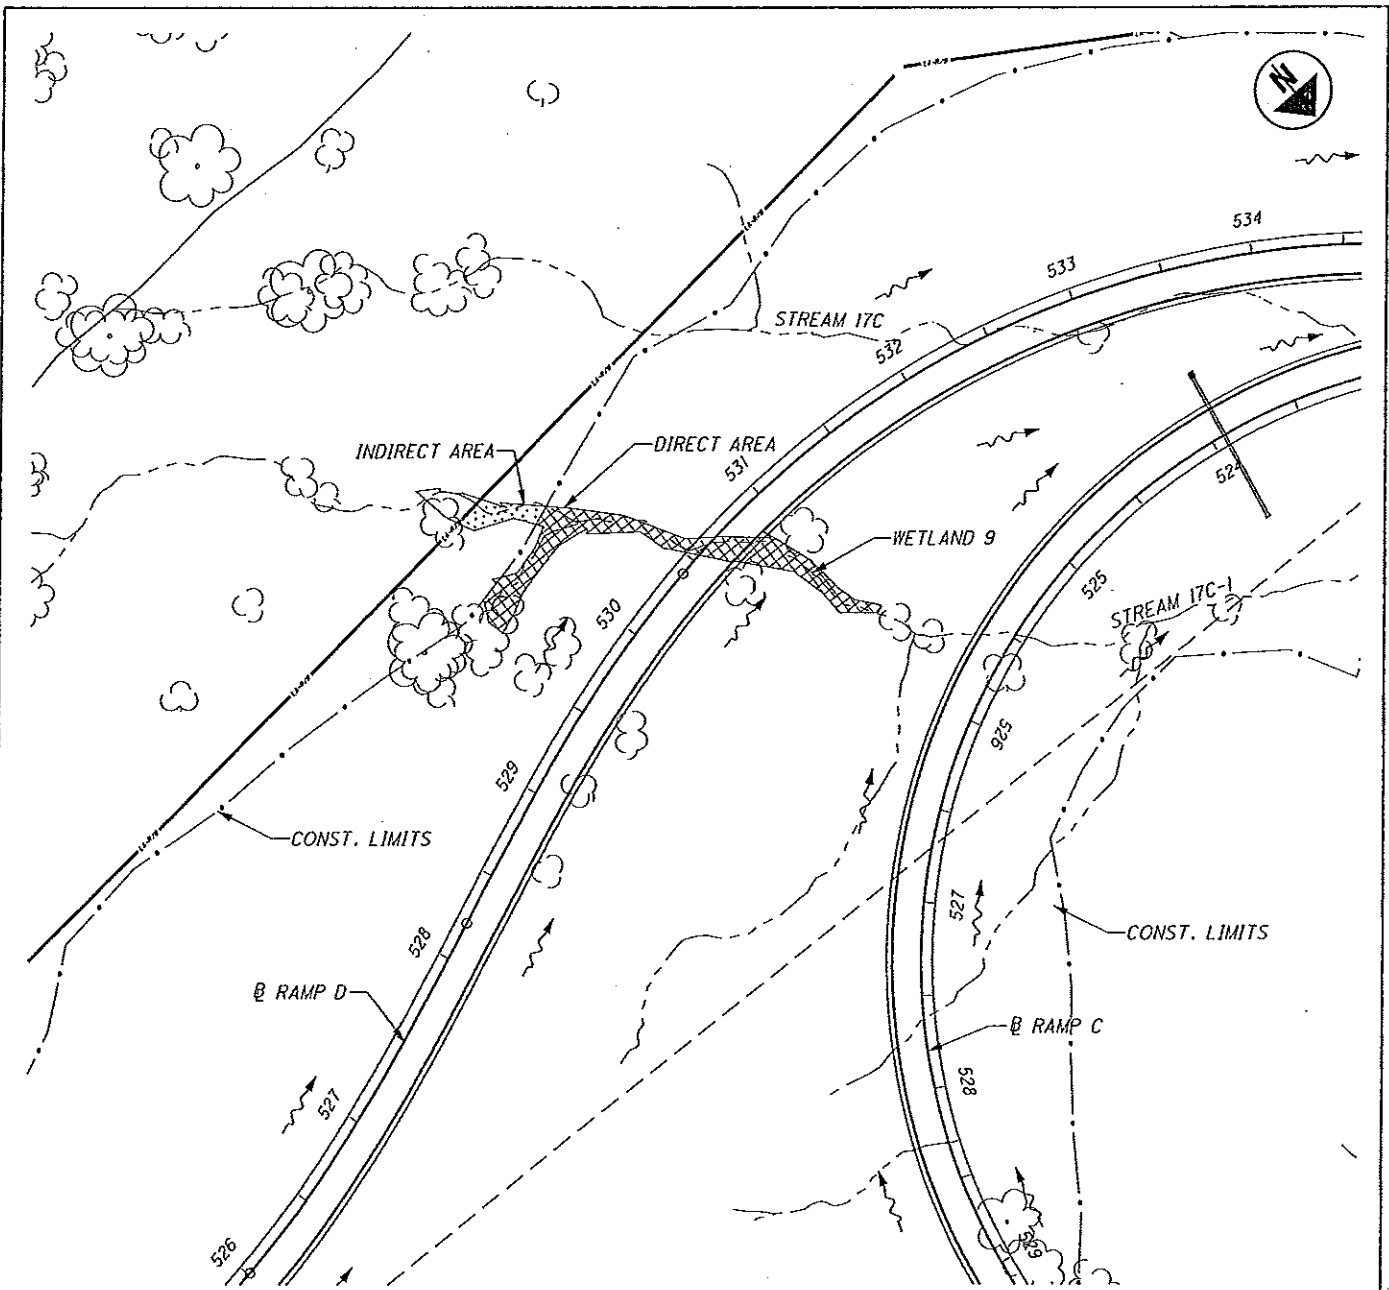 N
534
533
STREAM 17C
532
INDIRECT AREA
DIRECT AREA
531
524
WETLAND 9
525
STREAM 17C-1
530
526
529
CONST. LIMITS
527
528
CONST. LIMITS
B RAMP D
B RAMP C
528
527
529
526